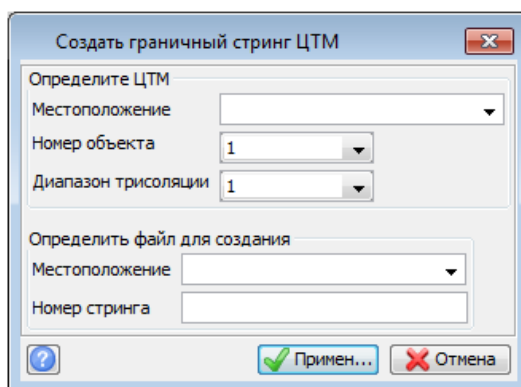 Создать граничный стринг ЦТМ
Определите ЦТМ
Местоположение
Номер объекта 1
Диапазон трисоляции 1
Определить файл для создания
Местоположение
Номер стринга
? Примен... Отмена